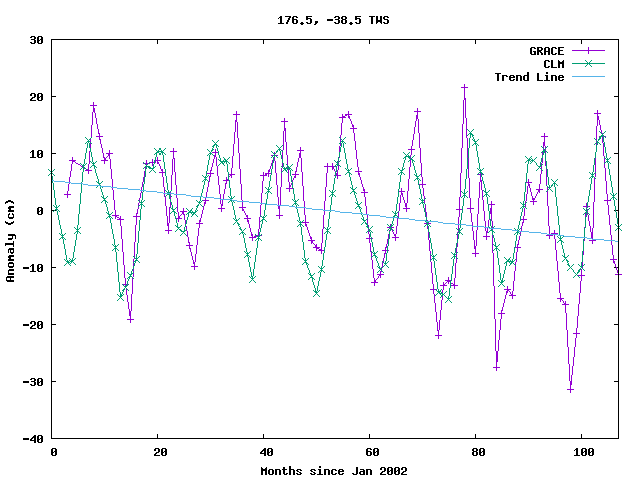 176.5, -38.5 TWS
GRACE
CLM
Trend Line
30
20
10
0
-10
-20
-30
-40
Anomaly (cm)
0 20 40 60 80 100
Months since Jan 2002